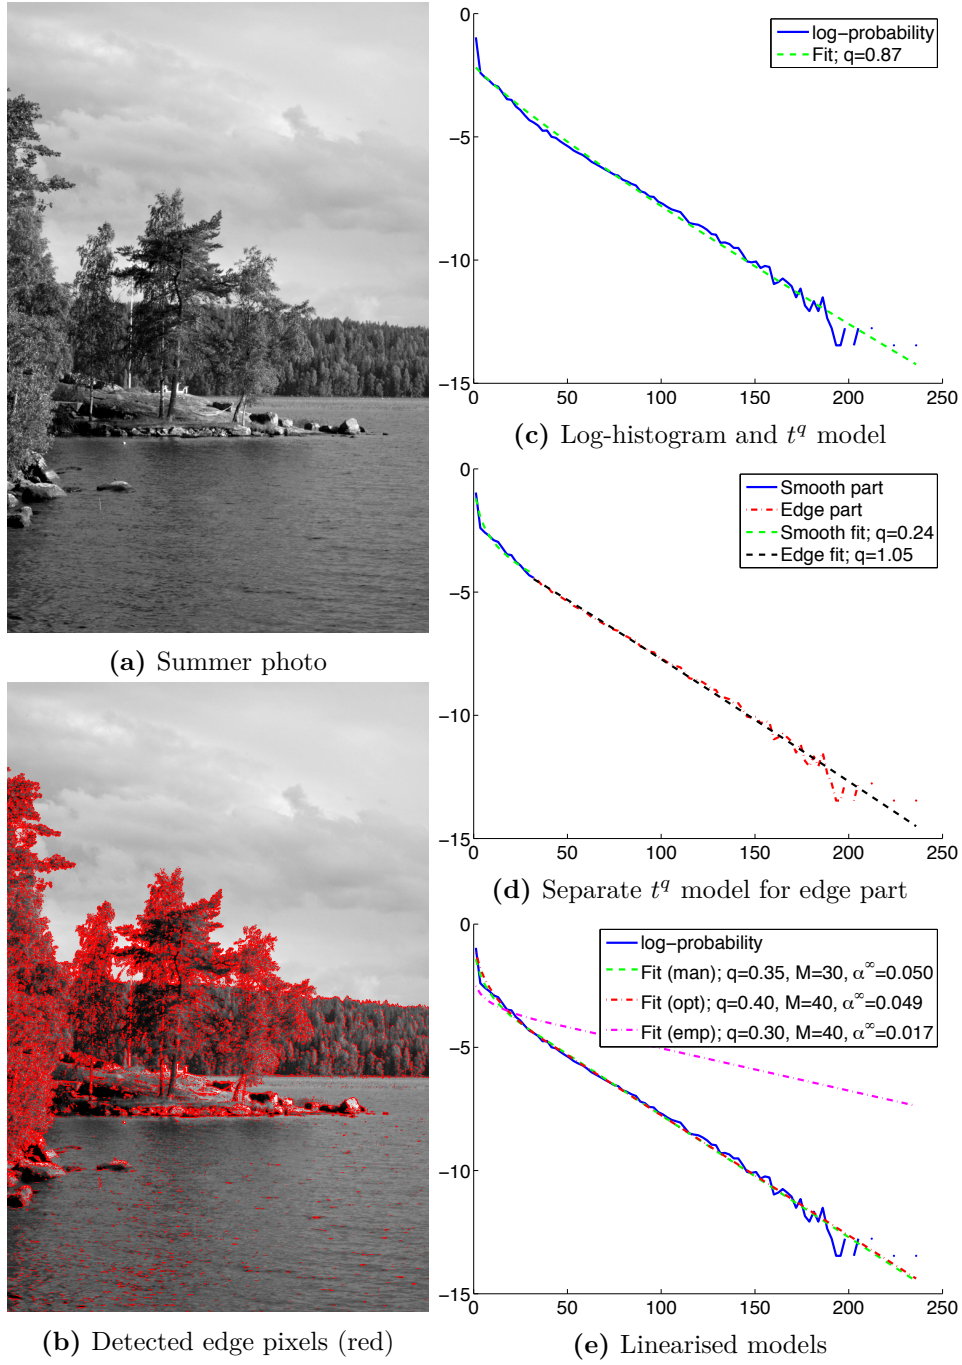 (a) Summer photo
(b) Detected edge pixels (red)
0
−5
−10
−15
0
50
100
150
200
250
log−probability
Fit; q=0.87
(c) Log-histogram and t^q model
0
−5
−10
−15
0
50
100
150
200
250
Smooth part
Edge part
Smooth fit; q=0.24
Edge fit; q=1.05
(d) Separate t^q model for edge part
0
−5
−10
−15
0
50
100
150
200
250
log−probability
Fit (man); q=0.35, M=30, α^∞=0.050
Fit (opt); q=0.40, M=40, α^∞=0.049
Fit (emp); q=0.30, M=40, α^∞=0.017
(e) Linearised models